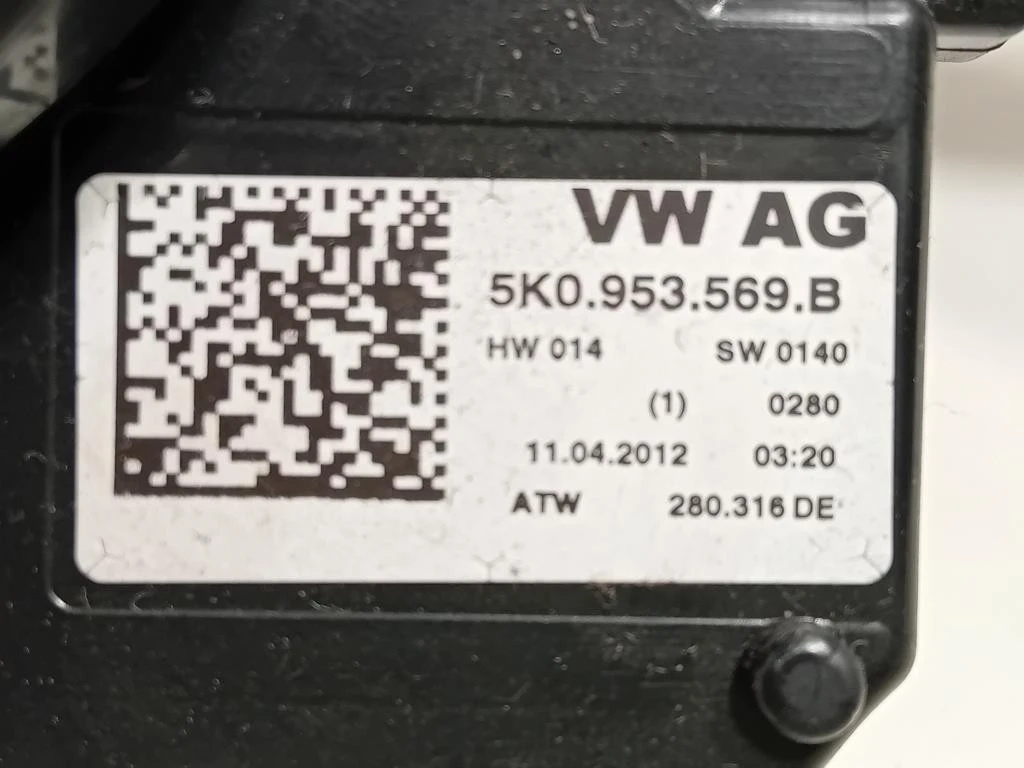 VW AG
5K0.953.569.B
HW 014 SW 0140
(1) 0280
11.04.2012 03:20
ATW 280.316 DE